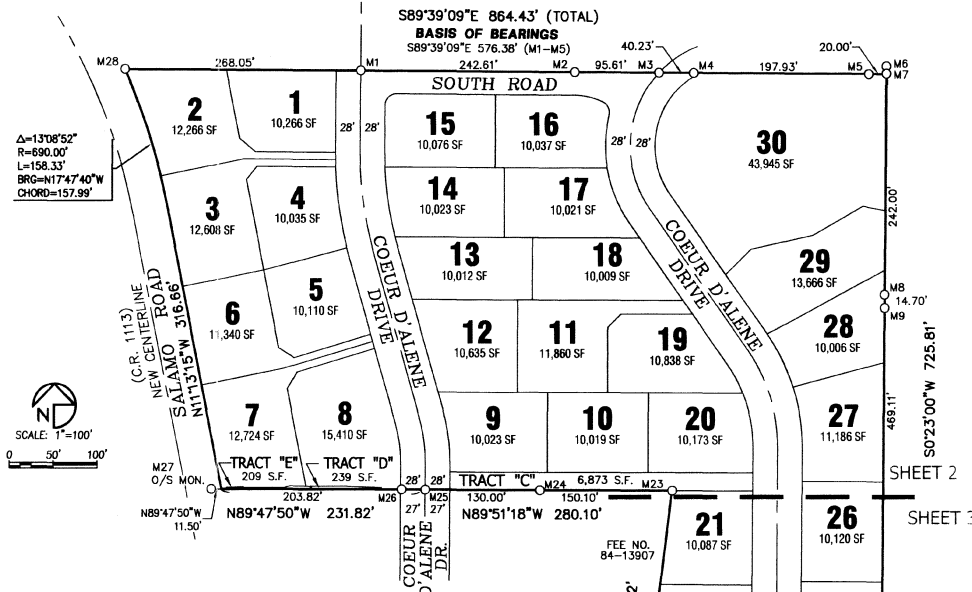 S89°39'09"E 864.43' (TOTAL)
BASIS OF BEARINGS
S89°39'09"E 576.38' (M1-M5)
M28
268.05'
M1
242.61'
M2
95.61'
M3
40.23'
M4
197.93'
M5
20.00'
M6
M7
SOUTH ROAD
Δ=13°08'52"
R=690.00'
L=158.33'
BRG=N17°47'40"W
CHORD=157.99'
2
12,266 SF
1
10,266 SF
28'
28'
15
10,076 SF
16
10,037 SF
28'
28'
30
43,945 SF
242.00'
3
12,608 SF
4
10,035 SF
14
10,023 SF
17
10,021 SF
13
10,012 SF
18
10,009 SF
COEUR D'ALENE
DRIVE
COEUR D'ALENE
DRIVE
29
13,666 SF
M8
14.70'
M9
6
11,340 SF
5
10,110 SF
12
10,635 SF
11
11,860 SF
19
10,838 SF
28
10,006 SF
(C.R. 1113)
NEW CENTERLINE
SALAMO ROAD
N11°13'15"W 316.66'
S0°23'00"W 725.81'
469.11'
N
SCALE: 1"=100'
0 50' 100'
7
12,724 SF
8
15,410 SF
9
10,023 SF
10
10,019 SF
20
10,173 SF
27
11,186 SF
M27
O/S MON.
TRACT "E"
209 S.F.
TRACT "D"
239 S.F.
28'
28'
TRACT "C" 6,873 S.F.
SHEET 2
SHEET 3
N89°47'50"W
11.50'
203.82'
N89°47'50"W 231.82'
M26
M25
27'
27'
130.00'
M24
150.10'
M23
N89°51'18"W 280.10'
COEUR
D'ALENE
DR.
FEE NO.
84-13907
21
10,087 SF
26
10,120 SF
2'